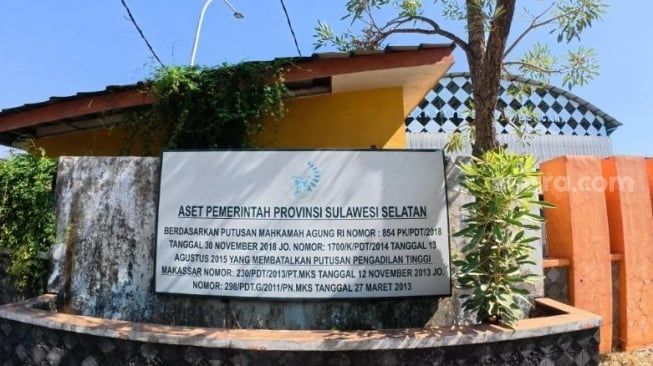 ASET PEMERINTAH PROVINSI SULAWESI SELATAN
BERDASARKAN PUTUSAN MAHKAMAH AGUNG RI NOMOR : 854 PK/PDT/2018
TANGGAL 30 NOVEMBER 2018 JO. NOMOR: 1700/K/PDT/2014 TANGGAL 13
AGUSTUS 2015 YANG MEMBATALKAN PUTUSAN PENGADILAN TINGGI
MAKASSAR NOMOR: 230/PDT/2013/PT.MKS TANGGAL 12 NOVEMBER 2013 JO.
NOMOR: 298/PDT.G/2011/PN.MKS TANGGAL 27 MARET 2013